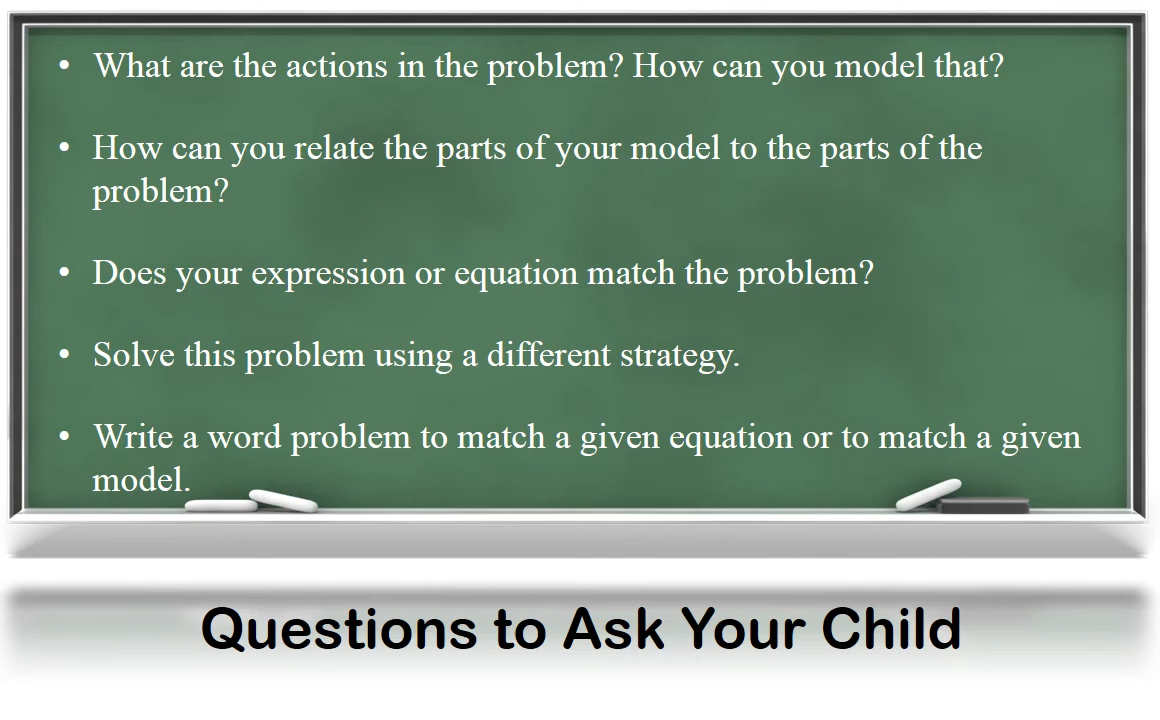 • What are the actions in the problem? How can you model that?
• How can you relate the parts of your model to the parts of the
problem?
• Does your expression or equation match the problem?
• Solve this problem using a different strategy.
• Write a word problem to match a given equation or to match a given
model.
Questions to Ask Your Child